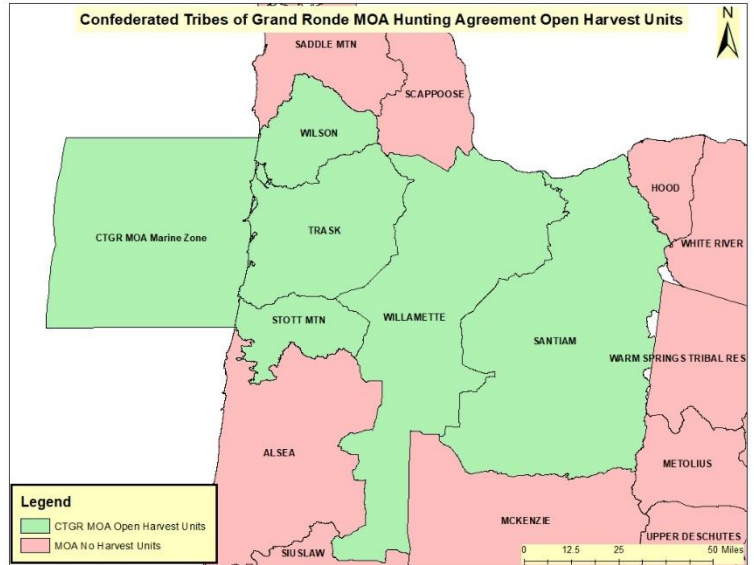 Confederated Tribes of Grand Ronde MOA Hunting Agreement Open Harvest Units
N
SADDLE MTN
SCAPPOOSE
WILSON
HOOD
TRASK
CTGR MOA Marine Zone
WHITE RIVER
STOTT MTN
WILLAMETTE
SANTIAM
WARM SPRINGS TRIBAL RES
ALSEA
METOLIUS
Legend
CTGR MOA Open Harvest Units
MOA No Harvest Units
MCKENZIE
UPPER DESCHUTES
SIUSLAW
0 12.5 25 50 Miles